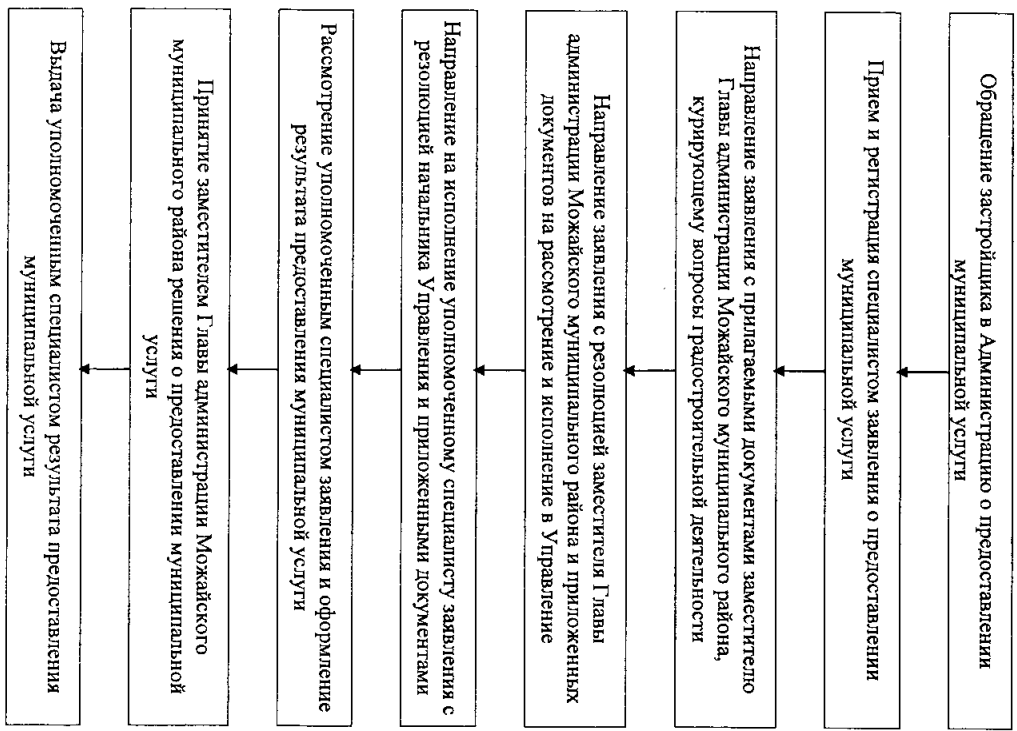 Обращение застройщика в Администрацию о предоставлении
муниципальной услуги
Прием и регистрация специалистом заявления о предоставлении
муниципальной услуги
Направление заявления с прилагаемыми документами заместителю
Главы администрации Можайского муниципального района,
курирующему вопросы градостроительной деятельности
Направление заявления с резолюцией заместителя Главы
администрации Можайского муниципального района и приложенных
документов на рассмотрение и исполнение в Управление
Направление на исполнение уполномоченному специалисту заявления с
резолюцией начальника Управления и приложенными документами
Рассмотрение уполномоченным специалистом заявления и оформление
результата предоставления муниципальной услуги
Принятие заместителем Главы администрации Можайского
муниципального района решения о предоставлении муниципальной
услуги
Выдача уполномоченным специалистом результата предоставления
муниципальной услуги